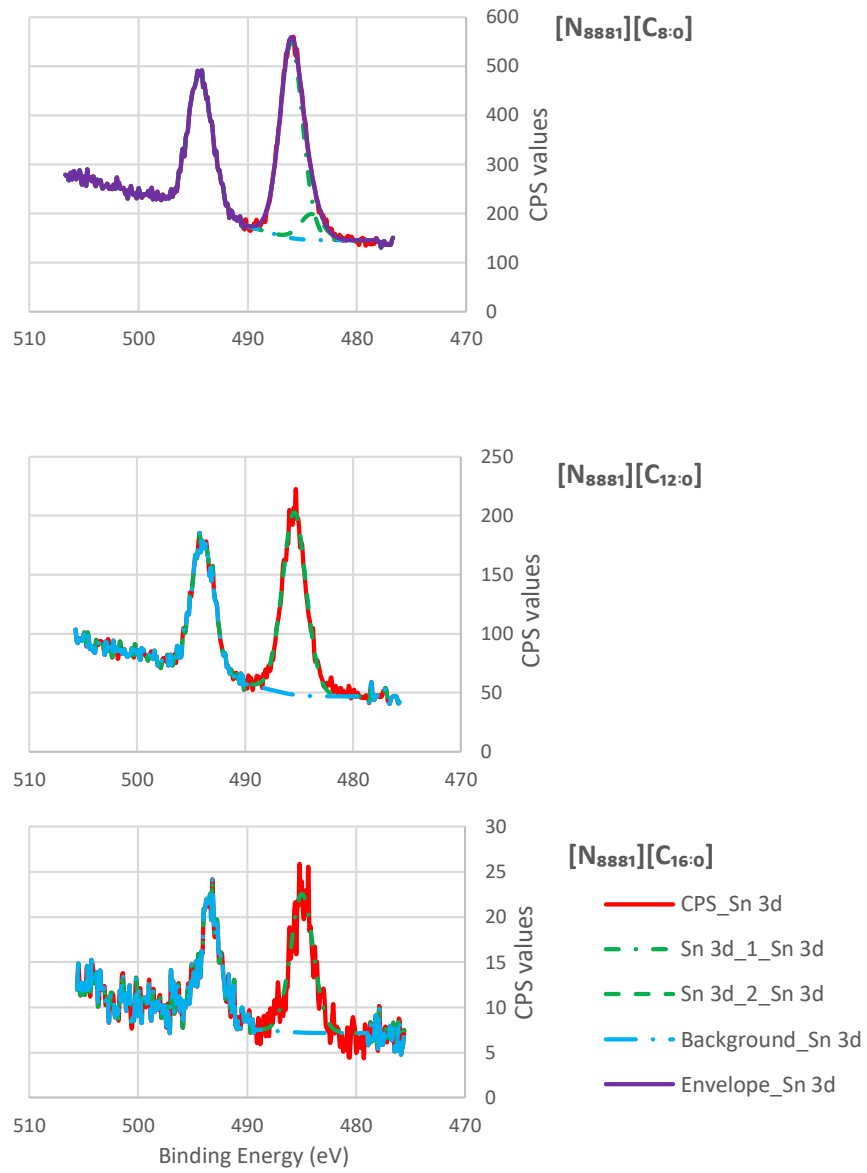 [N₈₈₈₁][C₈:₀]
600
500
400
300
200
100
0
CPS values
510 500 490 480 470
[N₈₈₈₁][C₁₂:₀]
250
200
150
100
50
0
CPS values
510 500 490 480 470
[N₈₈₈₁][C₁₆:₀]
30
25
20
15
10
5
0
CPS values
510 500 490 480 470
Binding Energy (eV)
CPS_Sn 3d
Sn 3d_1_Sn 3d
Sn 3d_2_Sn 3d
Background_Sn 3d
Envelope_Sn 3d